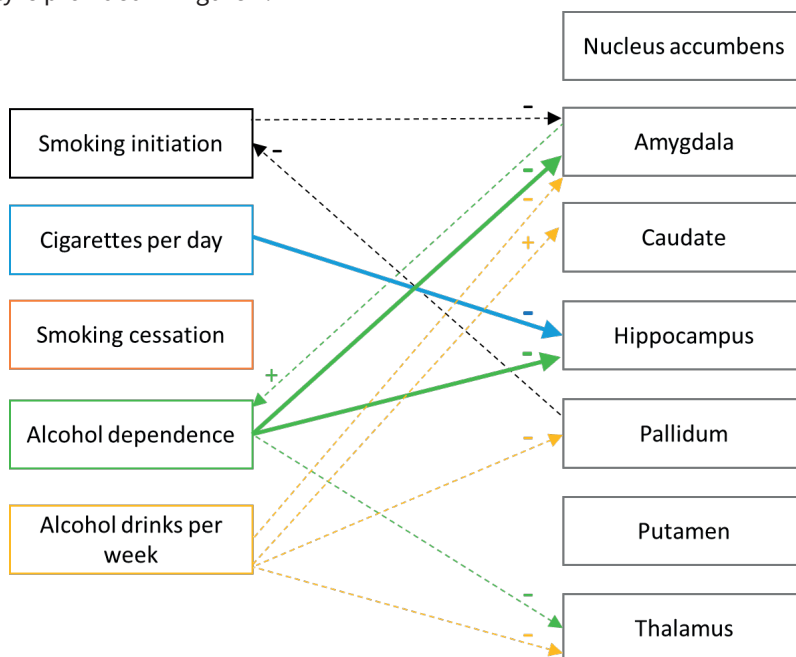 Nucleus accumbens
Smoking initiation
Amygdala
Cigarettes per day
Caudate
Smoking cessation
Hippocampus
Alcohol dependence
Pallidum
Alcohol drinks per
week
Putamen
Thalamus
-
-
-
-
+
-
-
+
-
-
-